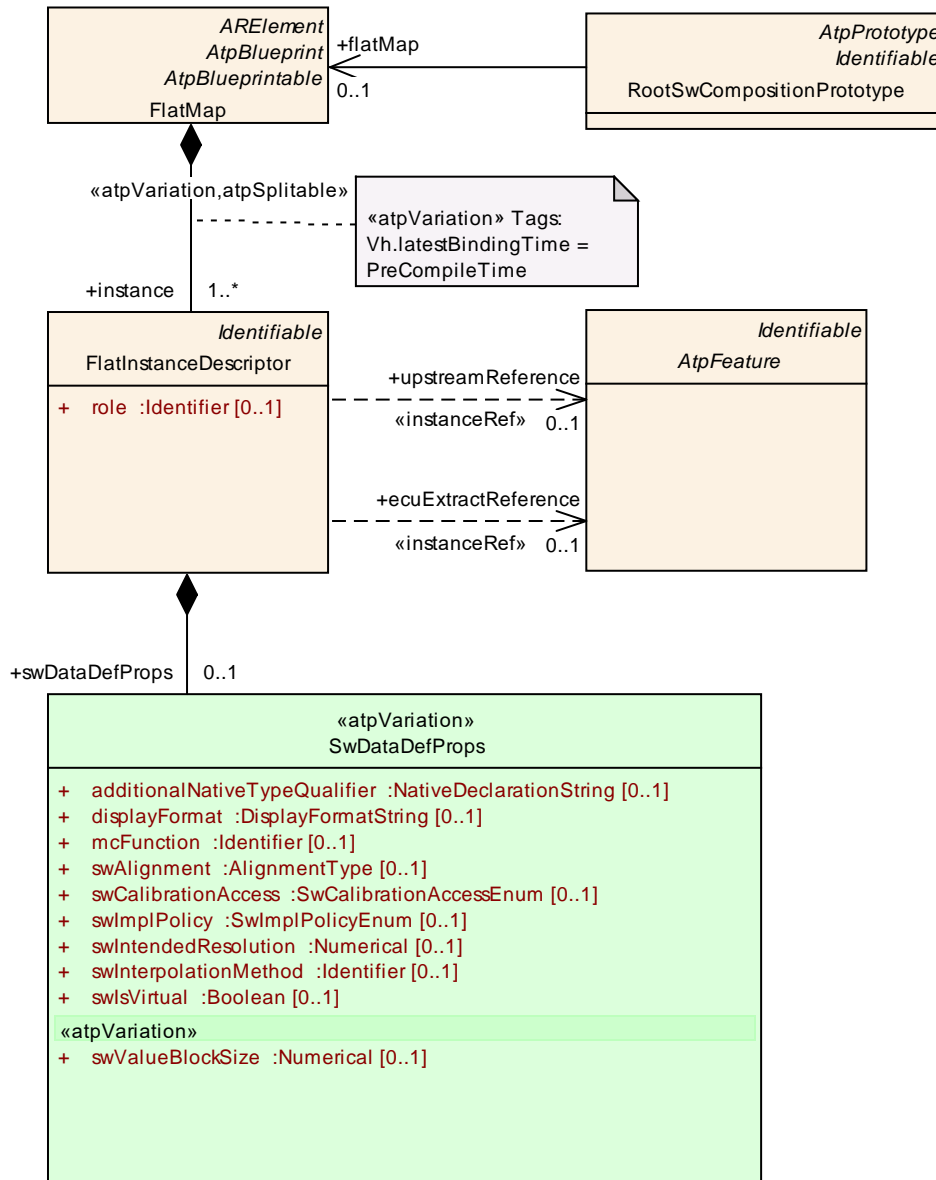 ARElement
AtpBlueprint
AtpBlueprintable
FlatMap
+flatMap
0..1
AtpPrototype
Identifiable
RootSwCompositionPrototype
«atpVariation,atpSplitable»
«atpVariation» Tags:
Vh.latestBindingTime =
PreCompileTime
+instance 1..*
Identifiable
FlatInstanceDescriptor
+ role :Identifier [0..1]
+upstreamReference
«instanceRef» 0..1
+ecuExtractReference
«instanceRef» 0..1
Identifiable
AtpFeature
+swDataDefProps 0..1
«atpVariation»
SwDataDefProps
+ additionalNativeTypeQualifier :NativeDeclarationString [0..1]
+ displayFormat :DisplayFormatString [0..1]
+ mcFunction :Identifier [0..1]
+ swAlignment :AlignmentType [0..1]
+ swCalibrationAccess :SwCalibrationAccessEnum [0..1]
+ swImplPolicy :SwImplPolicyEnum [0..1]
+ swIntendedResolution :Numerical [0..1]
+ swInterpolationMethod :Identifier [0..1]
+ swIsVirtual :Boolean [0..1]
«atpVariation»
+ swValueBlockSize :Numerical [0..1]